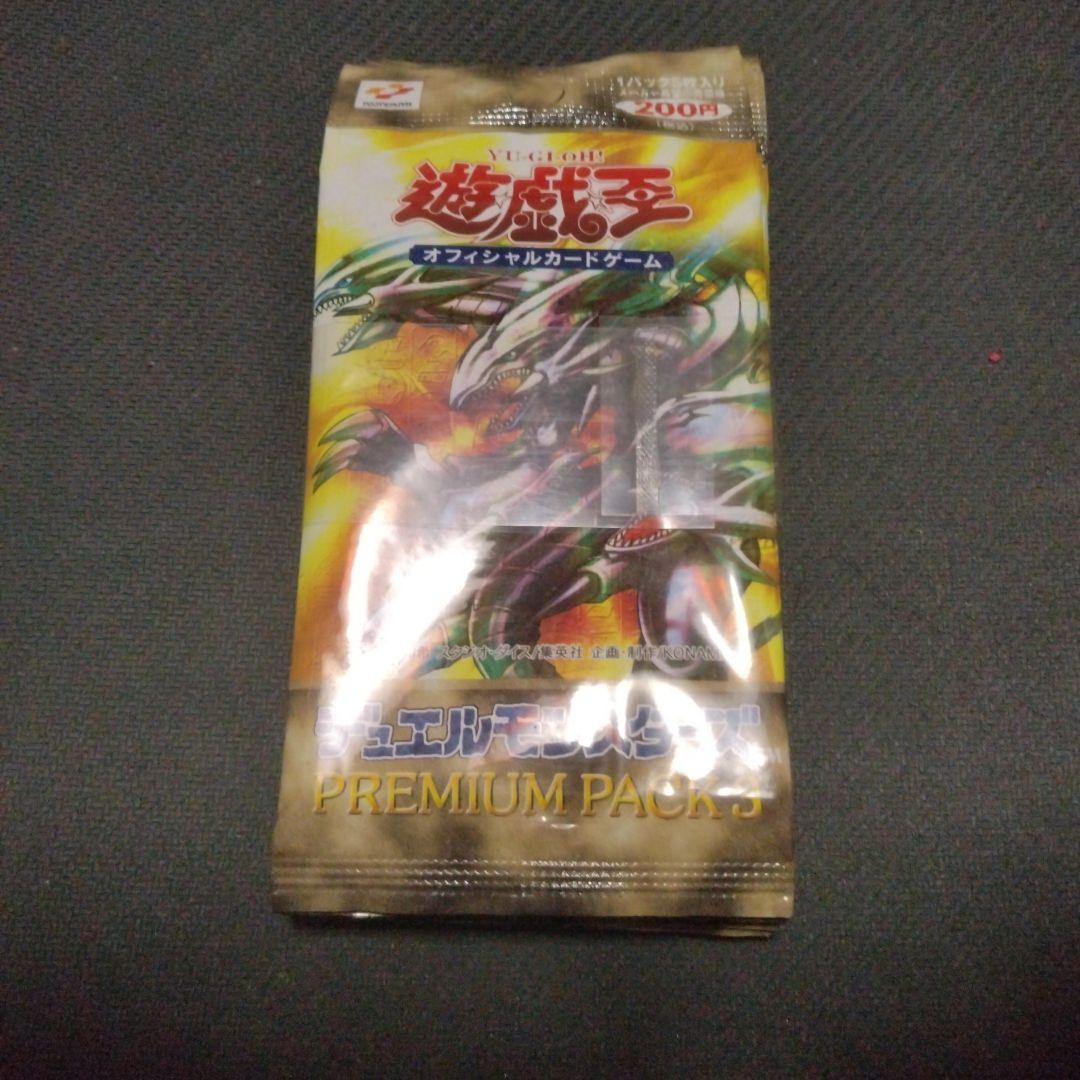 KONAMI
1パック5枚入り
200円
(税込)
YU-GI-OH!
遊戯王
オフィシャルカードゲーム
スタジオ・ダイス/集英社 企画・制作/KONAMI
デュエルモンスターズ
PREMIUM PACK 3